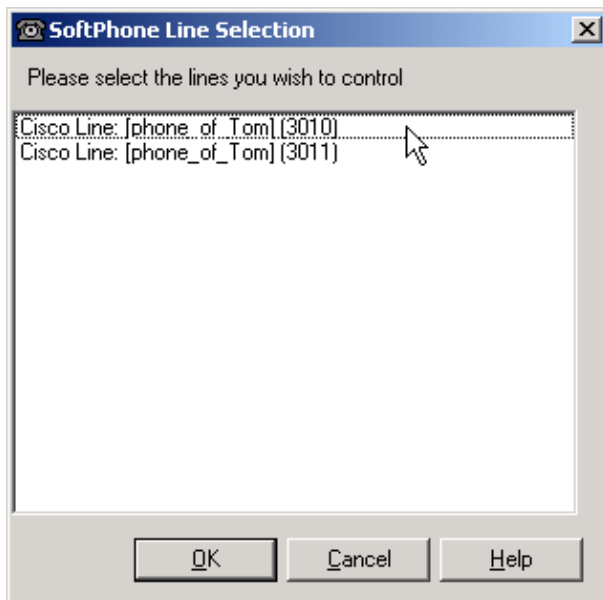 SoftPhone Line Selection
Please select the lines you wish to control
Cisco Line: [phone_of_Tom] (3010)
Cisco Line: [phone_of_Tom] (3011)
OK
Cancel
Help